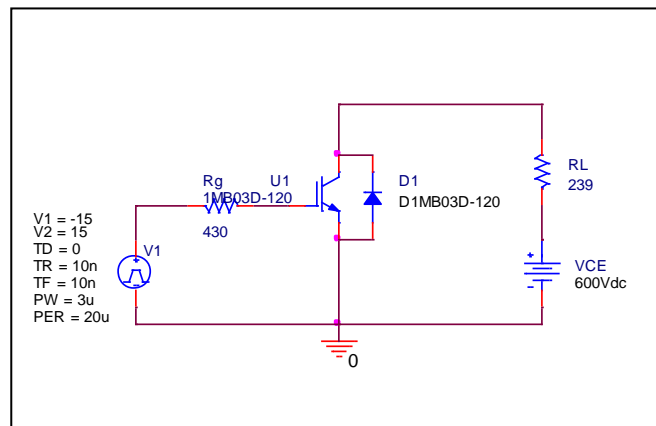 Rg
U1
1MB03D-120
430
D1
D1MB03D-120
RL
239
V1 = -15
V2 = 15
TD = 0
TR = 10n
TF = 10n
PW = 3u
PER = 20u
V1
+
-
+
-
VCE
600Vdc
0